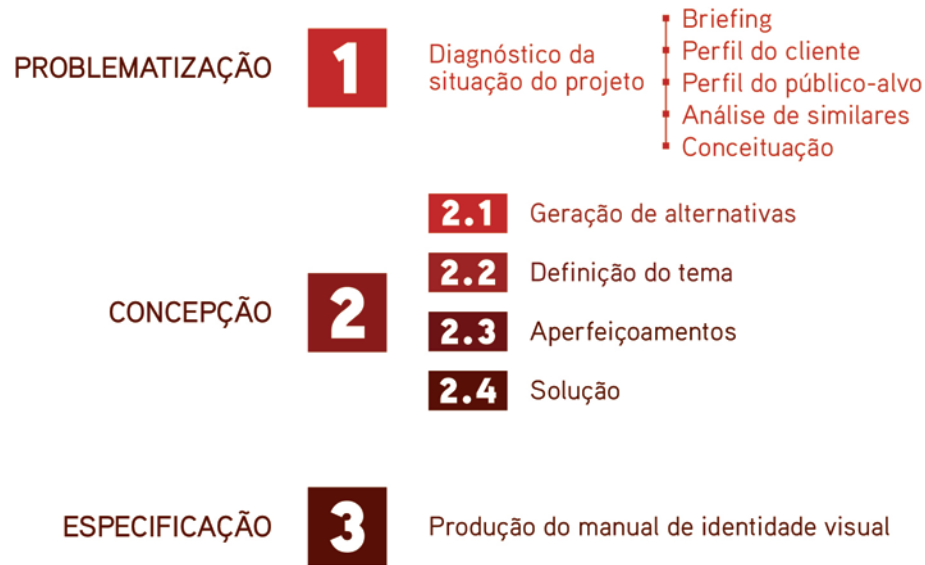 PROBLEMATIZAÇÃO
1
Diagnóstico da
situação do projeto
Briefing
Perfil do cliente
Perfil do público-alvo
Análise de similares
Conceituação
CONCEPÇÃO
2
2.1 Geração de alternativas
2.2 Definição do tema
2.3 Aperfeiçoamentos
2.4 Solução
ESPECIFICAÇÃO
3
Produção do manual de identidade visual